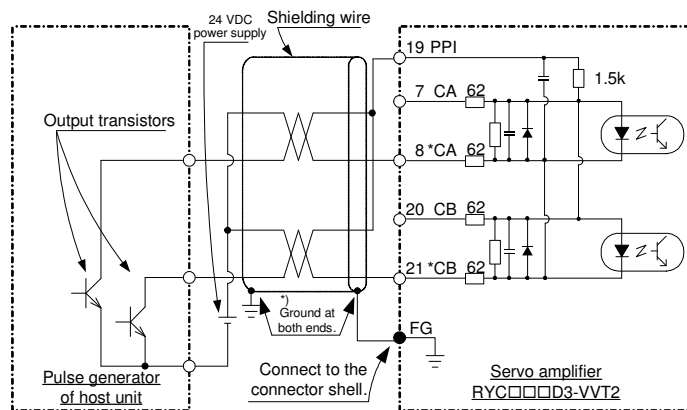 24 VDC
power supply
Shielding wire
19 PPI
1.5k
7 CA 62
Output transistors
8 *CA 62
20 CB 62
21 *CB 62
*)
Ground at
both ends.
FG
Connect to the
connector shell.
Pulse generator
of host unit
Servo amplifier
RYC□□□D3-VVT2